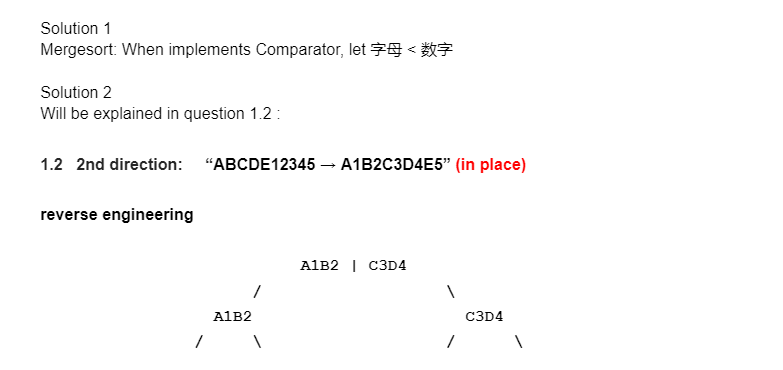 Solution 1
Mergesort: When implements Comparator, let 字母 < 数字
Solution 2
Will be explained in question 1.2 :
1.2 2nd direction: “ABCDE12345 → A1B2C3D4E5” (in place)
reverse engineering
A1B2 | C3D4
/ \
A1B2 C3D4
/ \ / \